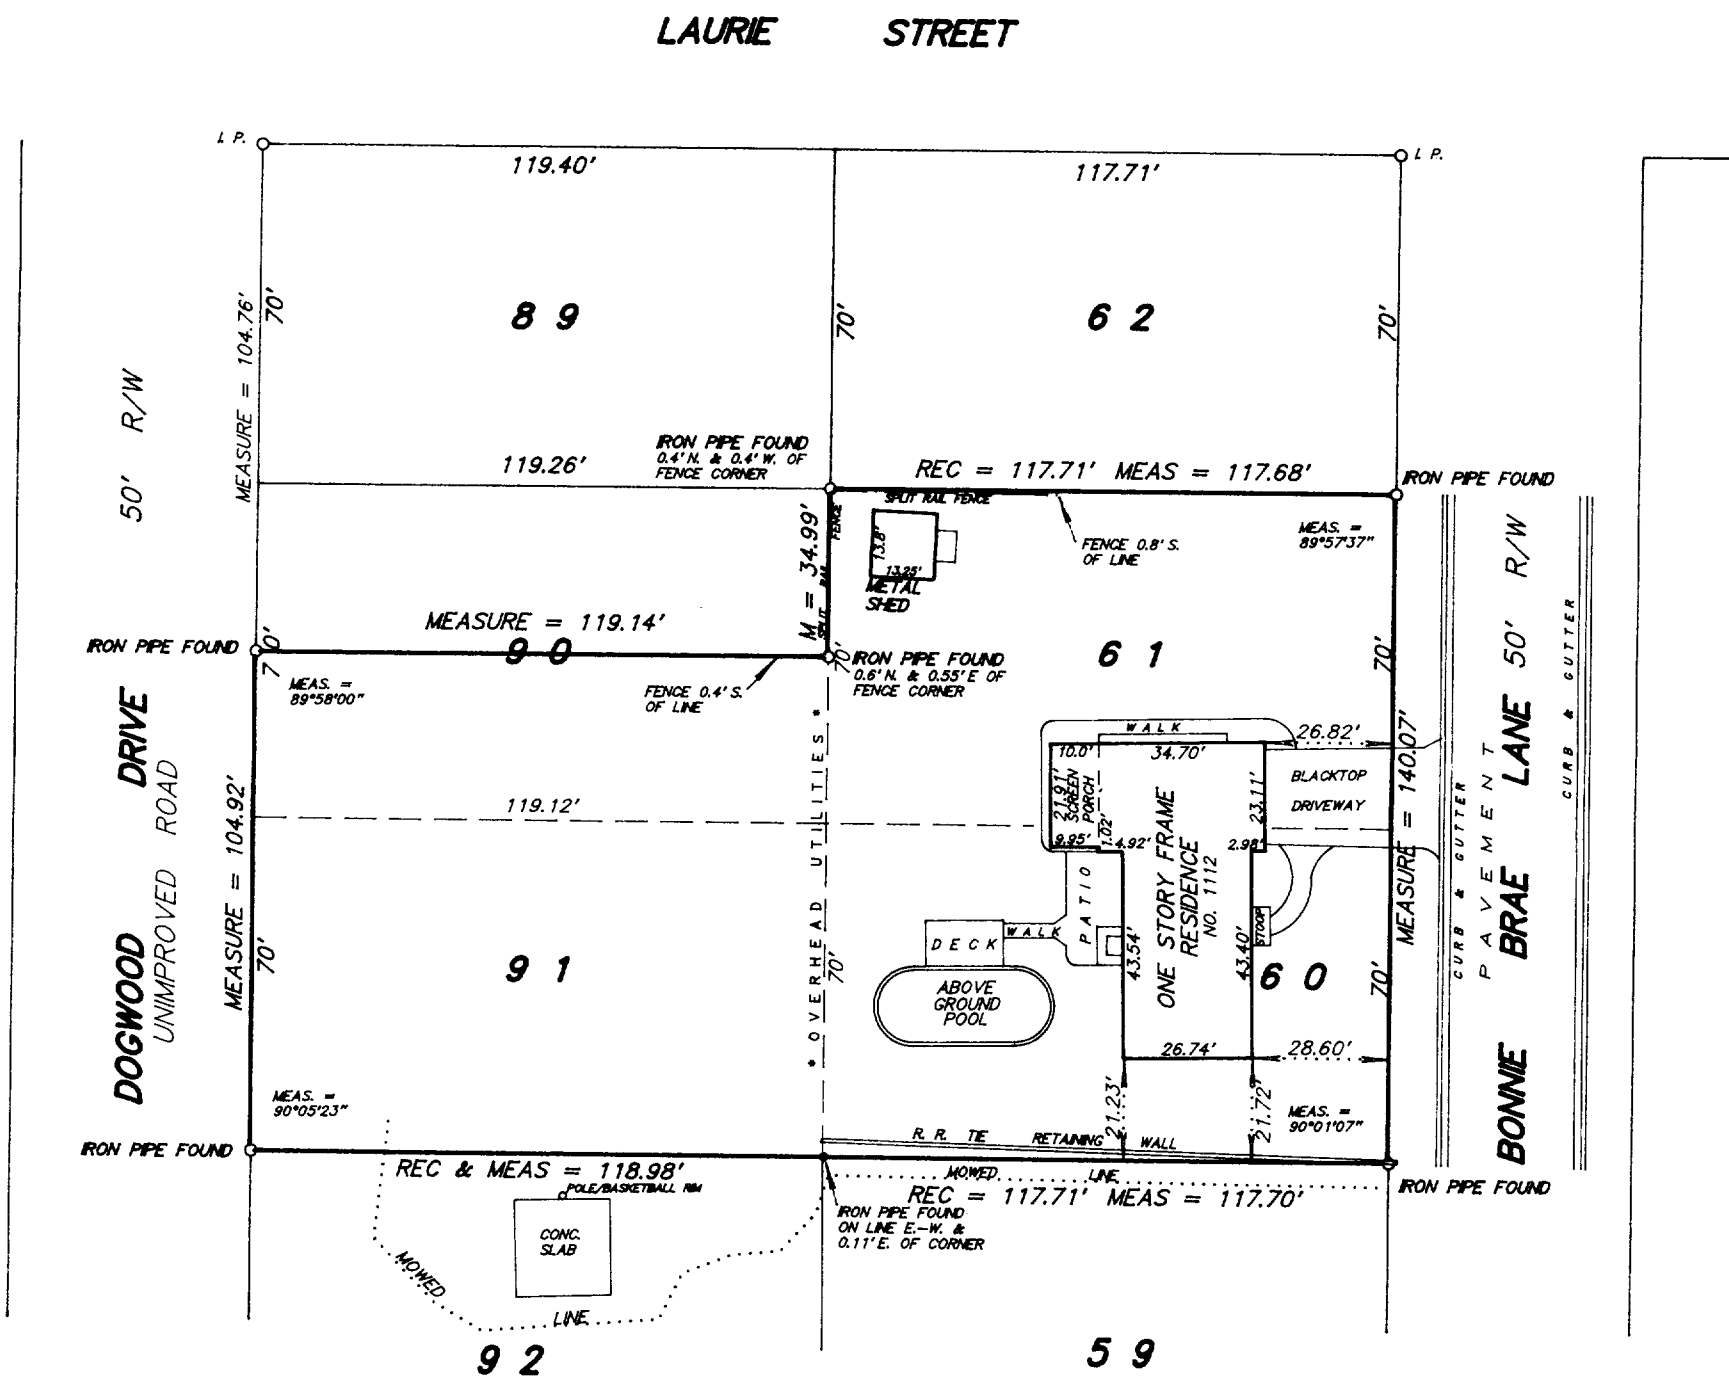 LAURIE STREET
I. P.
119.40'
117.71'
I. P.
70'
MEASURE = 104.76'
8 9
70'
6 2
70'
50' R/W
119.26'
IRON PIPE FOUND
0.4' N. & 0.4' W. OF
FENCE CORNER
REC = 117.71' MEAS = 117.68'
IRON PIPE FOUND
SPLIT RAIL FENCE
M = 34.99'
SPLIT RAIL FENCE
13.8'
13.25'
METAL
SHED
FENCE 0.8' S.
OF LINE
MEAS. =
89°57'37"
50' R/W
CURB & GUTTER
MEASURE = 119.14'
9 0
IRON PIPE FOUND
70'
MEAS. =
89°58'00"
FENCE 0.4' S.
OF LINE
70'
IRON PIPE FOUND
0.6' N. & 0.55' E OF
FENCE CORNER
6 1
70'
DOGWOOD DRIVE
UNIMPROVED ROAD
MEASURE = 104.92'
119.12'
* OVERHEAD UTILITIES *
WALK
10.0'
34.70'
26.82'
21.91'
SCREEN
PORCH
9.95'
1.02'
4.92'
23.11'
2.98'
BLACKTOP
DRIVEWAY
MEASURE = 140.07'
CURB & GUTTER
PAVEMENT
BONNIE BRAE LANE
ONE STORY FRAME
RESIDENCE
NO. 1112
PATIO
WALK
DECK
ABOVE
GROUND
POOL
43.54'
43.40'
STOOP
6 0
70'
70'
9 1
70'
26.74'
28.60'
21.23'
21.72'
MEAS. =
90°05'23"
MEAS. =
90°01'07"
IRON PIPE FOUND
R. R. TIE RETAINING WALL
REC & MEAS = 118.98'
MOWED LINE
REC = 117.71' MEAS = 117.70'
IRON PIPE FOUND
POLE/BASKETBALL RIM
CONC.
SLAB
IRON PIPE FOUND
ON LINE E.-W. &
0.11' E. OF CORNER
MOWED LINE
9 2
5 9